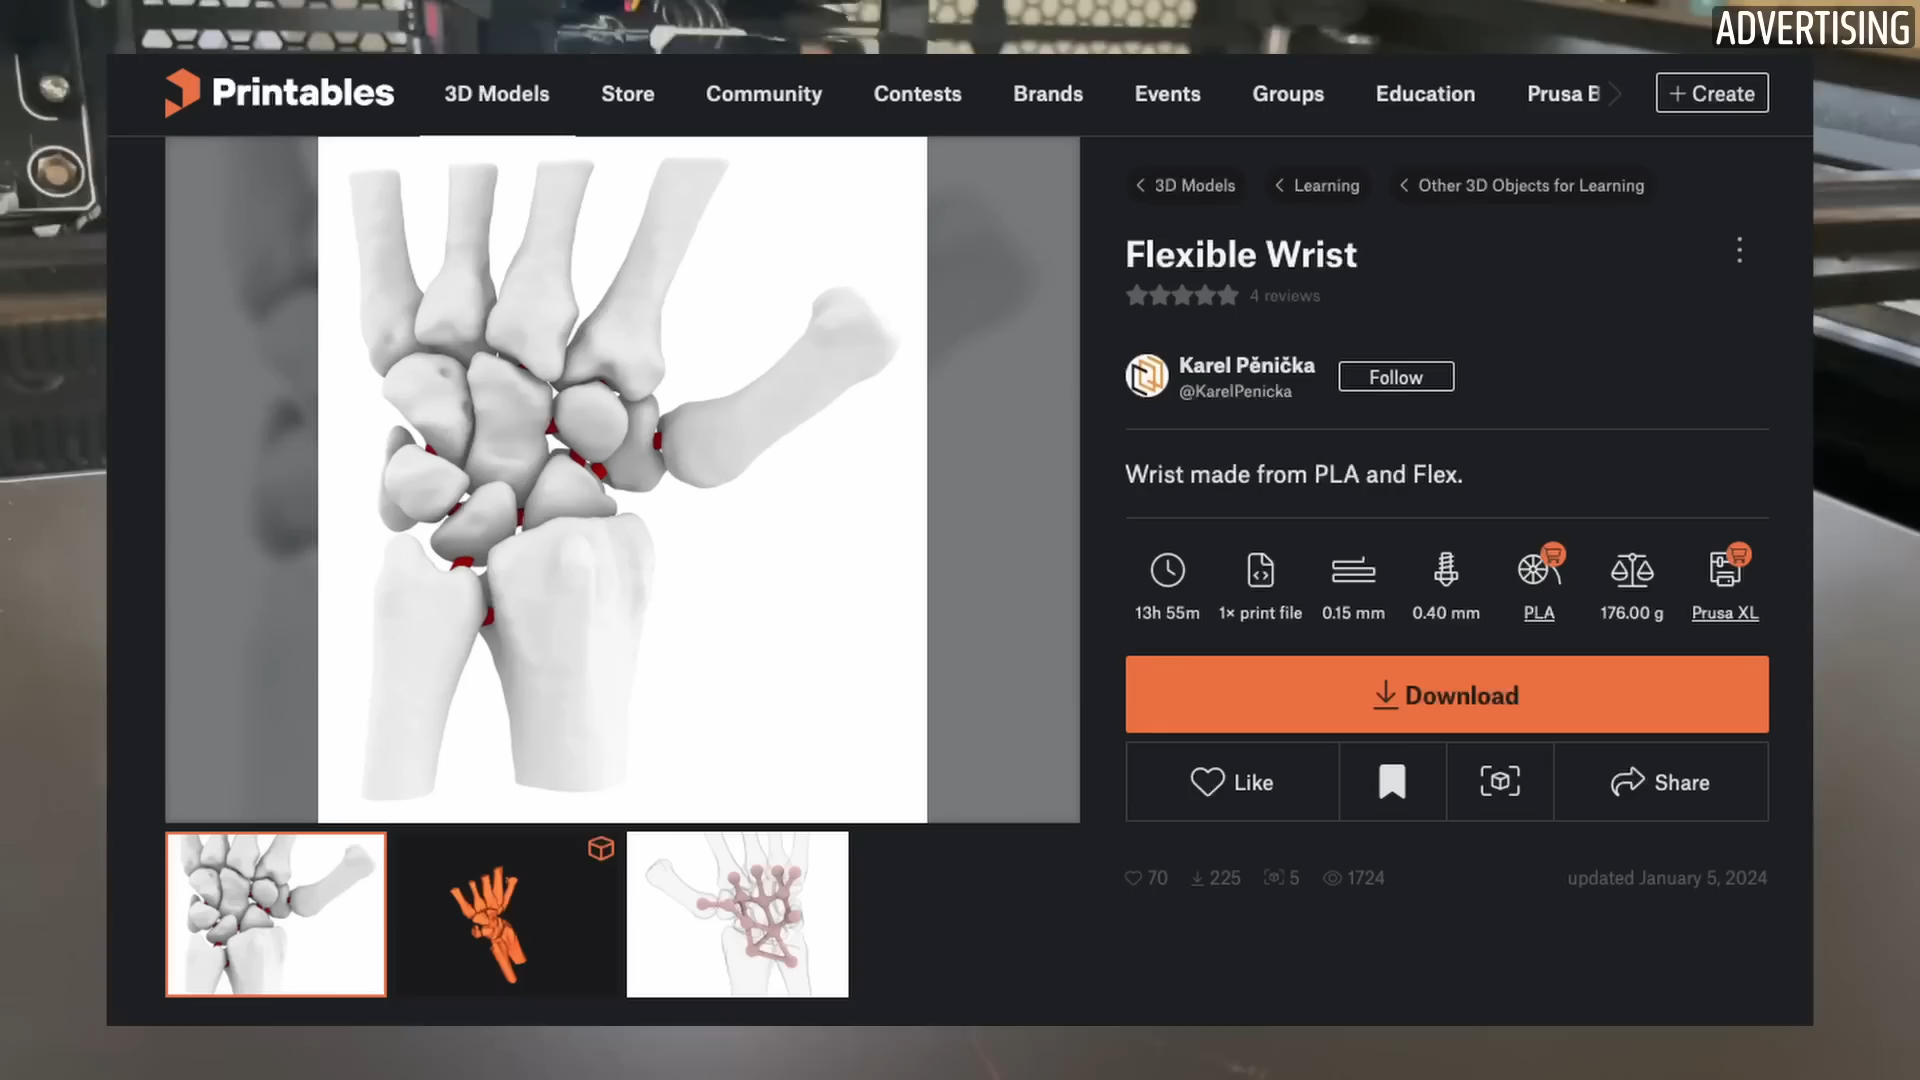 ADVERTISING
Printables
3D Models
Store
Community
Contests
Brands
Events
Groups
Education
Prusa B
+ Create
3D Models
Learning
Other 3D Objects for Learning
Flexible Wrist
4 reviews
Karel Pěnička
@KarelPenicka
Follow
Wrist made from PLA and Flex.
13h 55m
1× print file
0.15 mm
0.40 mm
PLA
176.00 g
Prusa XL
Download
Like
Share
70
225
5
1724
updated January 5, 2024